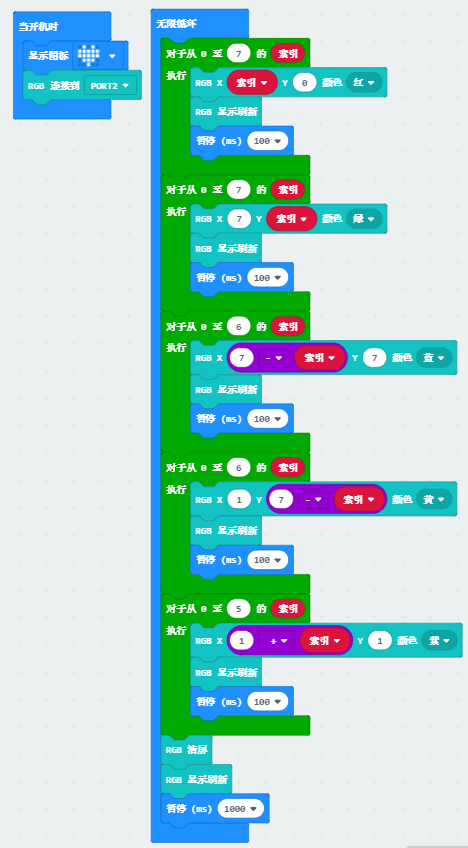 当开机时
显示图标
RGB 连接到 PORT2
无限循环
对于从 0 至 7 的 索引
执行 RGB X 索引 Y 0 颜色 红
RGB 显示刷新
暂停 (ms) 100
对于从 0 至 7 的 索引
执行 RGB X 7 Y 索引 颜色 绿
RGB 显示刷新
暂停 (ms) 100
对于从 0 至 6 的 索引
执行 RGB X 7 - 索引 Y 7 颜色 蓝
RGB 显示刷新
暂停 (ms) 100
对于从 0 至 6 的 索引
执行 RGB X 1 Y 7 - 索引 颜色 黄
RGB 显示刷新
暂停 (ms) 100
对于从 0 至 5 的 索引
执行 RGB X 1 + 索引 Y 1 颜色 紫
RGB 显示刷新
暂停 (ms) 100
RGB 清屏
RGB 显示刷新
暂停 (ms) 1000